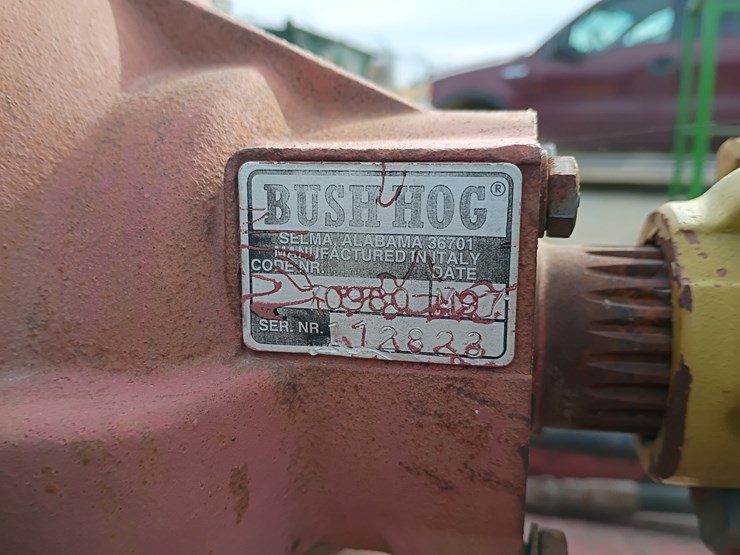 BUSH HOG®
SELMA, ALABAMA 36701
MANUFACTURED IN ITALY
CODE NR. DATE
SER. NR. 112823